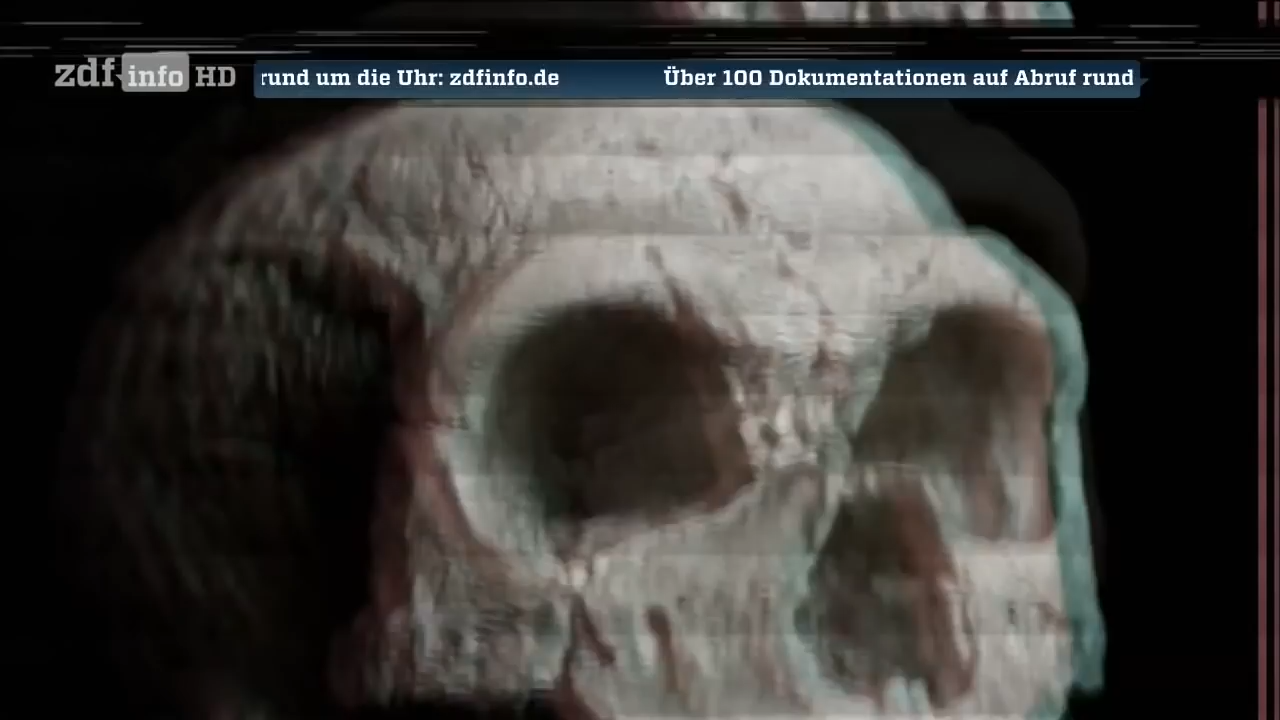 zdf info HD
rund um die Uhr: zdfinfo.de Über 100 Dokumentationen auf Abruf rund